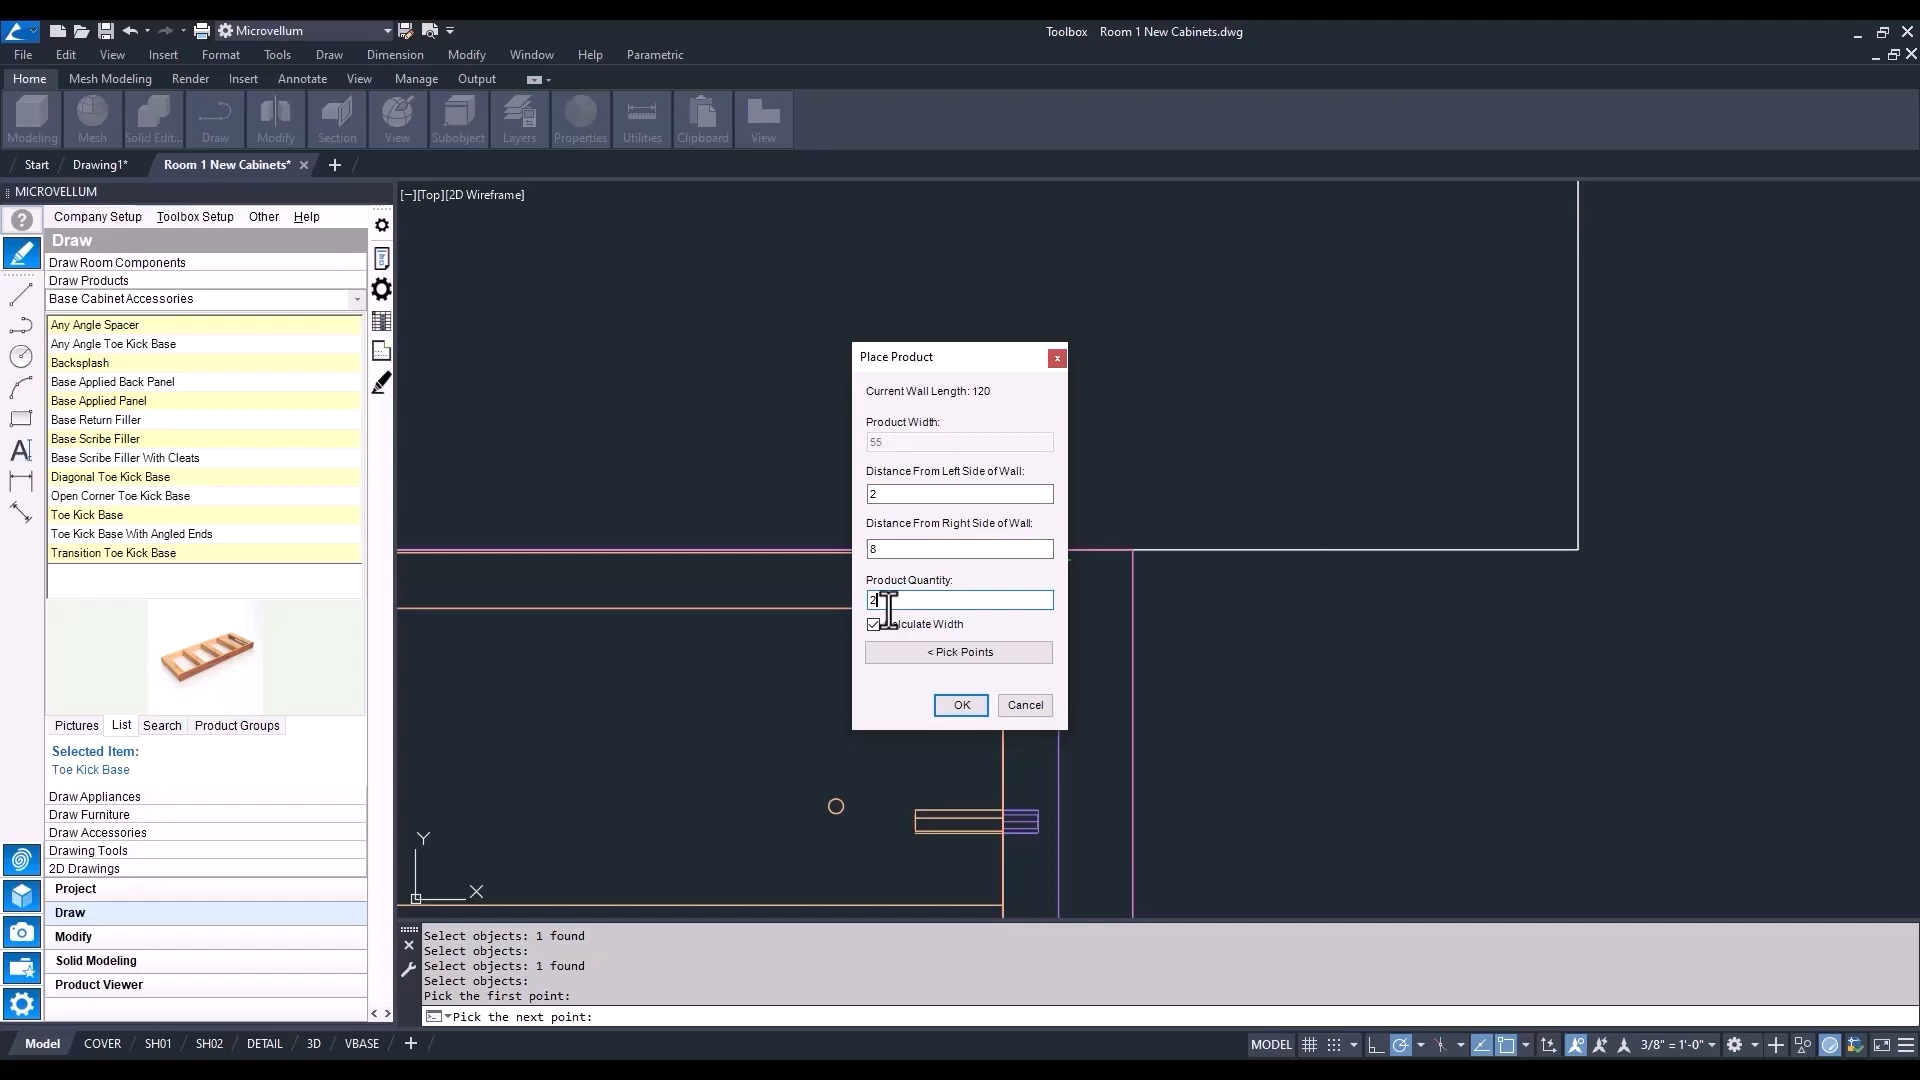 Microvellum
Toolbox Room 1 New Cabinets.dwg
File Edit View Insert Format Tools Draw Dimension Modify Window Help Parametric
Home Mesh Modeling Render Insert Annotate View Manage Output
Modeling Mesh Solid Edit... Draw Modify Section View Subobject Layers Properties Utilities Clipboard View
Start Drawing1* Room 1 New Cabinets*
MICROVELLUM
[−][Top][2D Wireframe]
Company Setup Toolbox Setup Other Help
Draw
Draw Room Components
Draw Products
Base Cabinet Accessories
Any Angle Spacer
Any Angle Toe Kick Base
Backsplash
Base Applied Back Panel
Base Applied Panel
Base Return Filler
Base Scribe Filler
Base Scribe Filler With Cleats
Diagonal Toe Kick Base
Open Corner Toe Kick Base
Toe Kick Base
Toe Kick Base With Angled Ends
Transition Toe Kick Base
Pictures List Search Product Groups
Selected Item:
Toe Kick Base
Draw Appliances
Draw Furniture
Draw Accessories
Drawing Tools
2D Drawings
Project
Draw
Modify
Solid Modeling
Product Viewer
Place Product
Current Wall Length: 120
Product Width:
55
Distance From Left Side of Wall:
2
Distance From Right Side of Wall:
8
Product Quantity:
2
Width
< Pick Points
OK Cancel
Y
X
Select objects: 1 found
Select objects:
Select objects: 1 found
Select objects:
Pick the first point:
Pick the next point:
Model COVER SH01 SH02 DETAIL 3D VBASE
MODEL 3/8" = 1'-0"